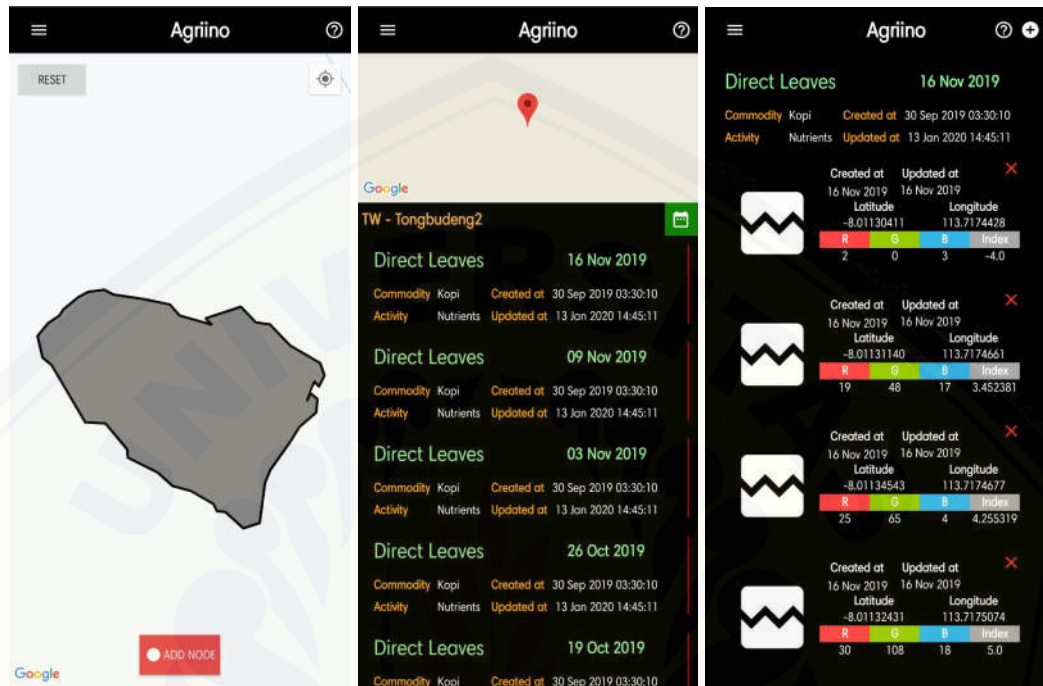 Agriino
RESET
ADD NODE
Google
Agriino
Google
TW - Tongbudeng2
Direct Leaves 16 Nov 2019
Commodity Kopi Created at 30 Sep 2019 03:30:10
Activity Nutrients Updated at 13 Jan 2020 14:45:11
Direct Leaves 09 Nov 2019
Commodity Kopi Created at 30 Sep 2019 03:30:10
Activity Nutrients Updated at 13 Jan 2020 14:45:11
Direct Leaves 03 Nov 2019
Commodity Kopi Created at 30 Sep 2019 03:30:10
Activity Nutrients Updated at 13 Jan 2020 14:45:11
Direct Leaves 26 Oct 2019
Commodity Kopi Created at 30 Sep 2019 03:30:10
Activity Nutrients Updated at 13 Jan 2020 14:45:11
Direct Leaves 19 Oct 2019
Commodity Kopi Created at 30 Sep 2019 03:30:10
Agriino
Direct Leaves 16 Nov 2019
Commodity Kopi Created at 30 Sep 2019 03:30:10
Activity Nutrients Updated at 13 Jan 2020 14:45:11
Created at Updated at
16 Nov 2019 16 Nov 2019
Latitude Longitude
-8.01130411 113.7174428
R G B Index
2 0 3 -4.0
Created at Updated at
16 Nov 2019 16 Nov 2019
Latitude Longitude
-8.01131140 113.7174661
R G B Index
19 48 17 3.452381
Created at Updated at
16 Nov 2019 16 Nov 2019
Latitude Longitude
-8.01134543 113.7174677
R G B Index
25 65 4 4.255319
Created at Updated at
16 Nov 2019 16 Nov 2019
Latitude Longitude
-8.01132431 113.7175074
R G B Index
30 108 18 5.0